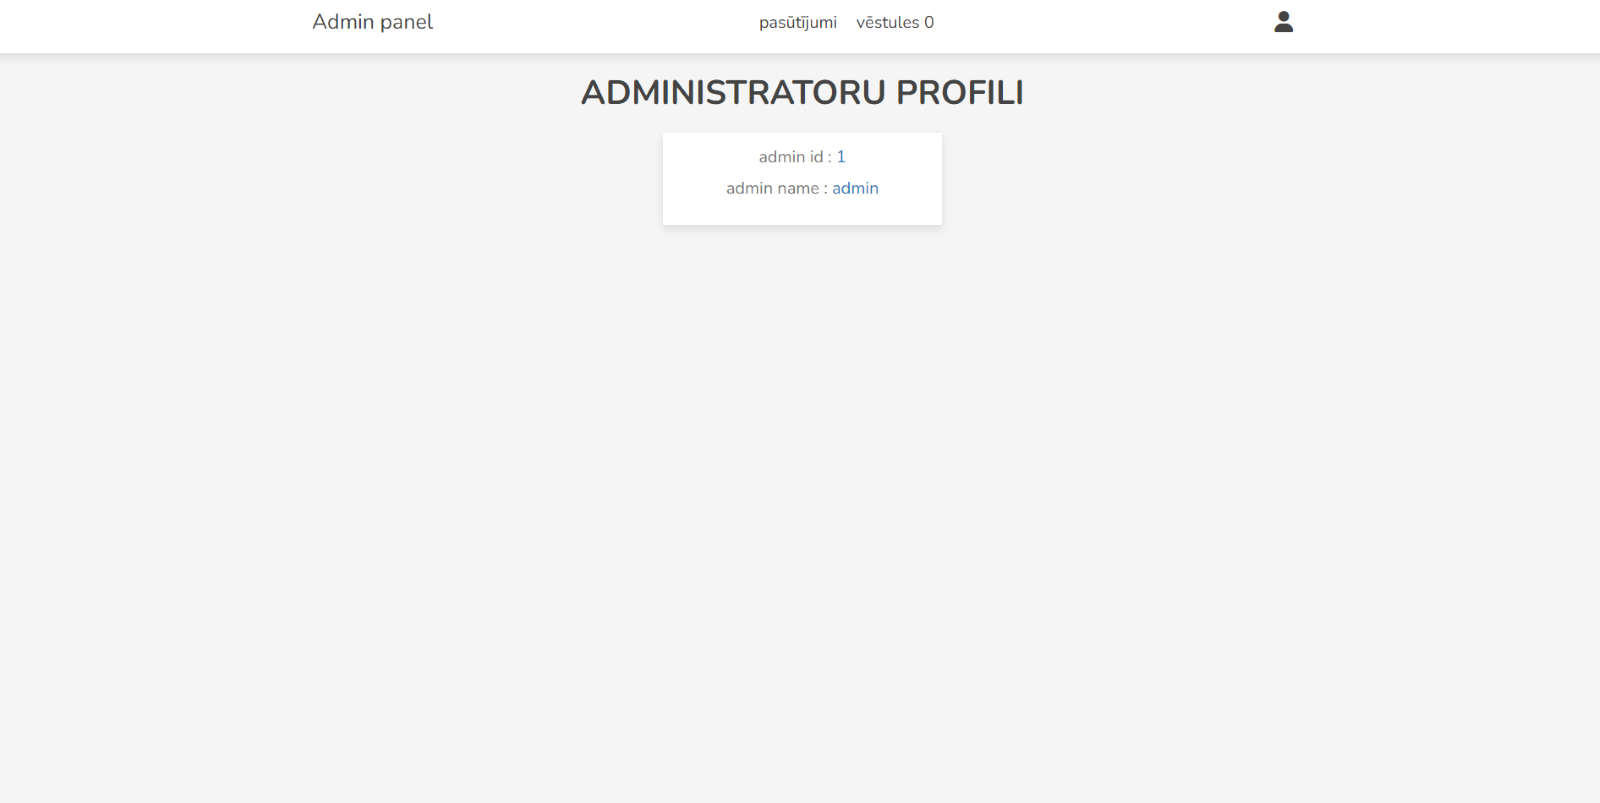 Admin panel pasūtījumi vēstules 0
ADMINISTRATORU PROFILI
admin id : 1
admin name : admin